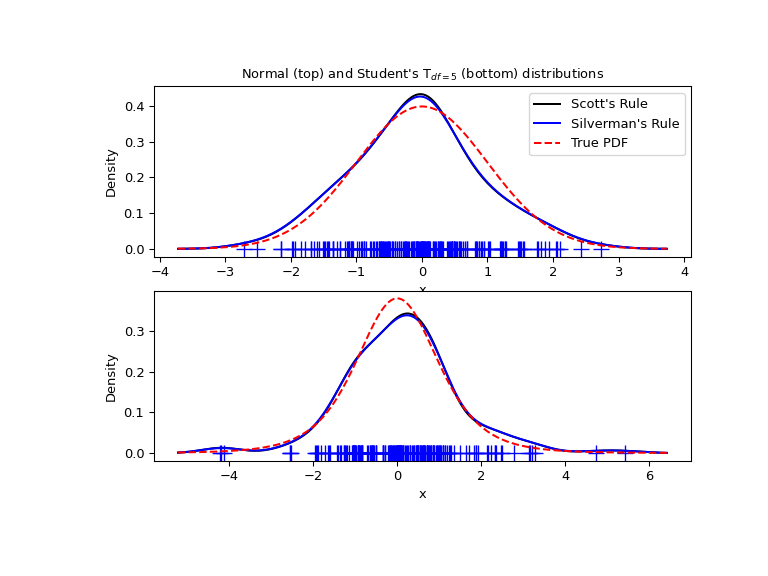 Normal (top) and Student's T_{df=5} (bottom) distributions
Scott's Rule
Silverman's Rule
True PDF
Density
0.4
0.3
0.2
0.1
0.0
−4 −3 −2 −1 0 1 2 3 4
x
Density
0.3
0.2
0.1
0.0
−4 −2 0 2 4 6
x